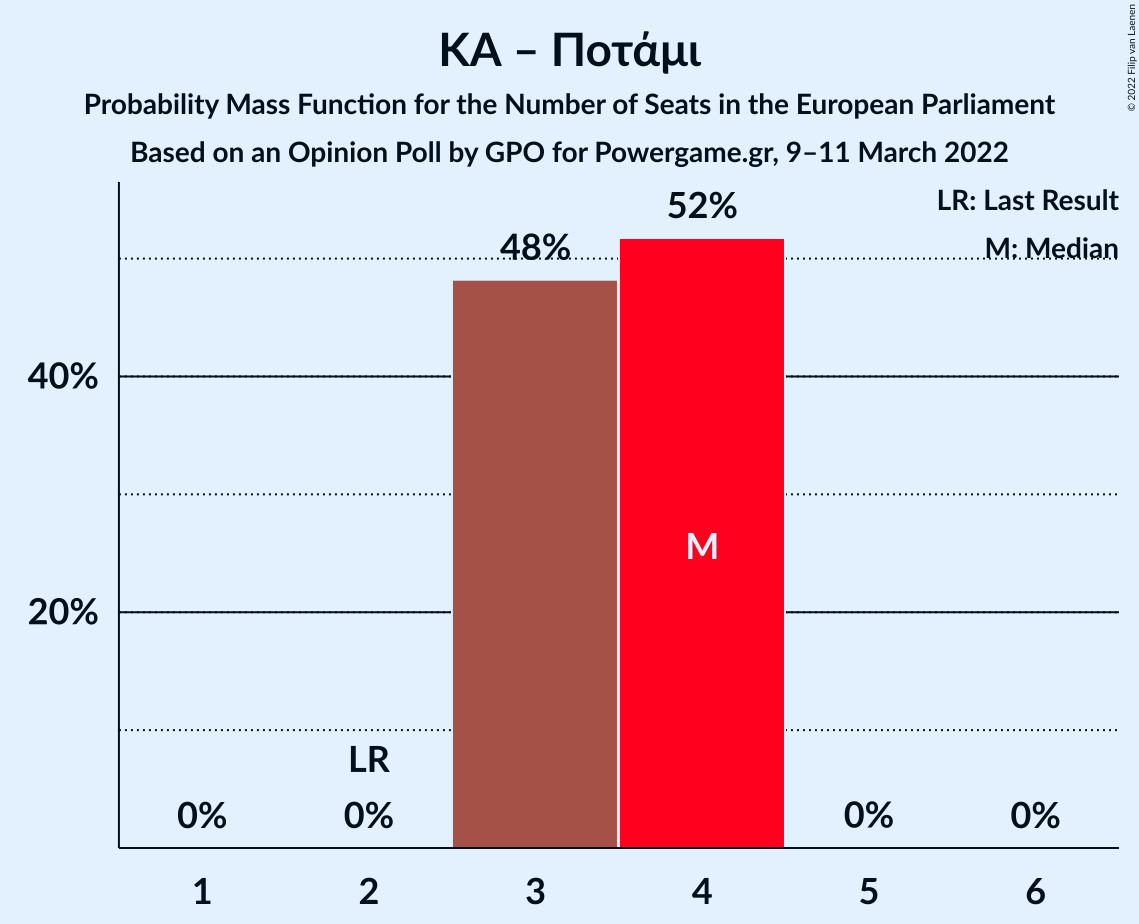 ΚΑ – Ποτάμι
Probability Mass Function for the Number of Seats in the European Parliament
Based on an Opinion Poll by GPO for Powergame.gr, 9–11 March 2022
© 2022 Filip van Laenen
LR: Last Result
M: Median
52%
48%
40%
20%
M
LR
0%
0%
0%
0%
1
2
3
4
5
6